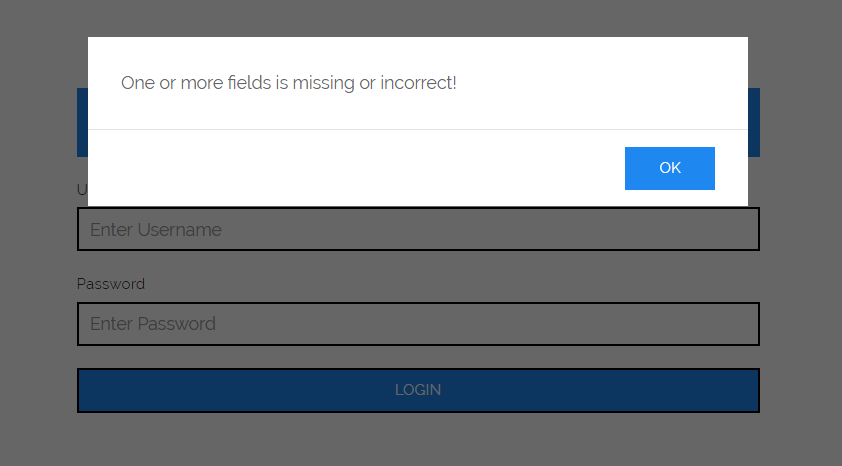 One or more fields is missing or incorrect!
OK
U
Enter Username
Password
Enter Password
LOGIN